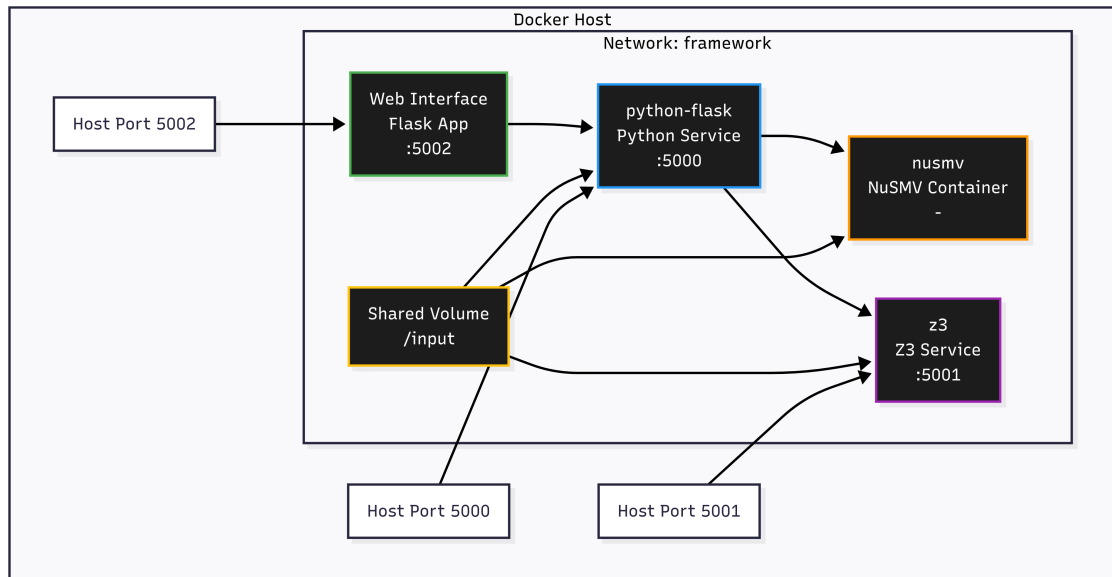 Docker Host
Network: framework
Host Port 5002
Web Interface
Flask App
:5002
python-flask
Python Service
:5000
nusmv
NuSMV Container
-
Shared Volume
/input
z3
Z3 Service
:5001
Host Port 5000
Host Port 5001